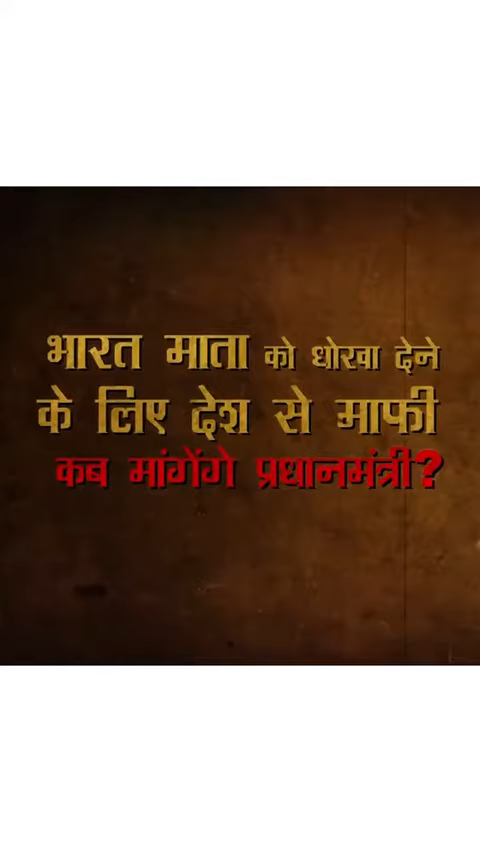 भारत माता को धोखा देने
के लिए देश से माफी
कब मांगेंगे प्रधानमंत्री?